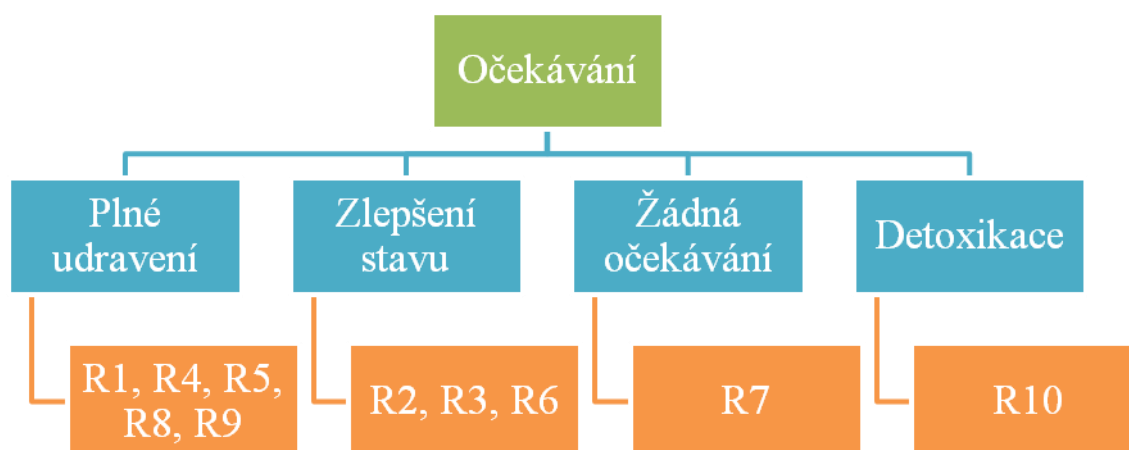 Očekávání
Plné
udravení
Zlepšení
stavu
Žádná
očekávání
Detoxikace
R1, R4, R5,
R8, R9
R2, R3, R6
R7
R10